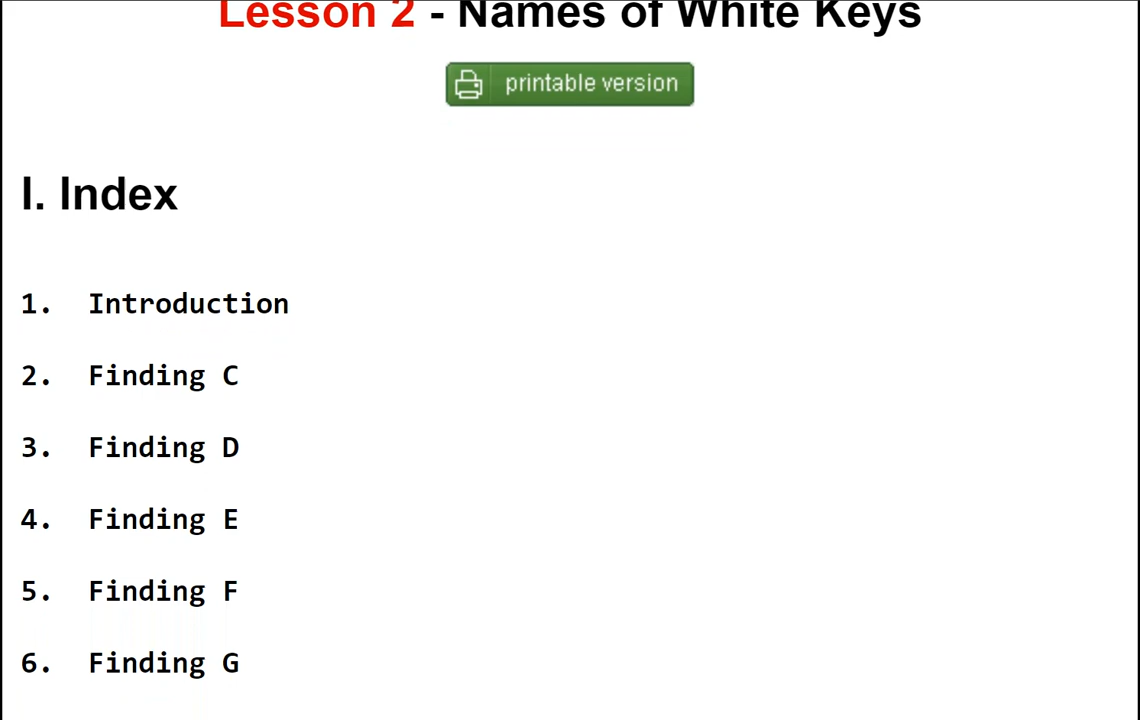 Lesson 2 - Names of White Keys
printable version
I. Index
1. Introduction
2. Finding C
3. Finding D
4. Finding E
5. Finding F
6. Finding G